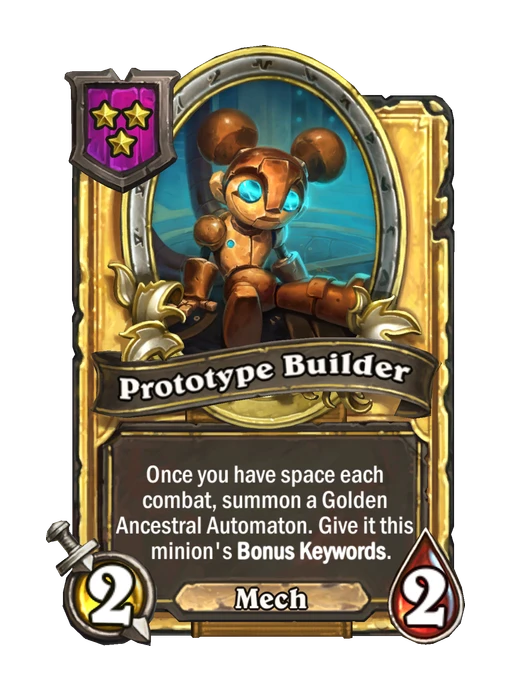 Prototype Builder
Once you have space each
combat, summon a Golden
Ancestral Automaton. Give it this
minion's Bonus Keywords.
2
Mech
2